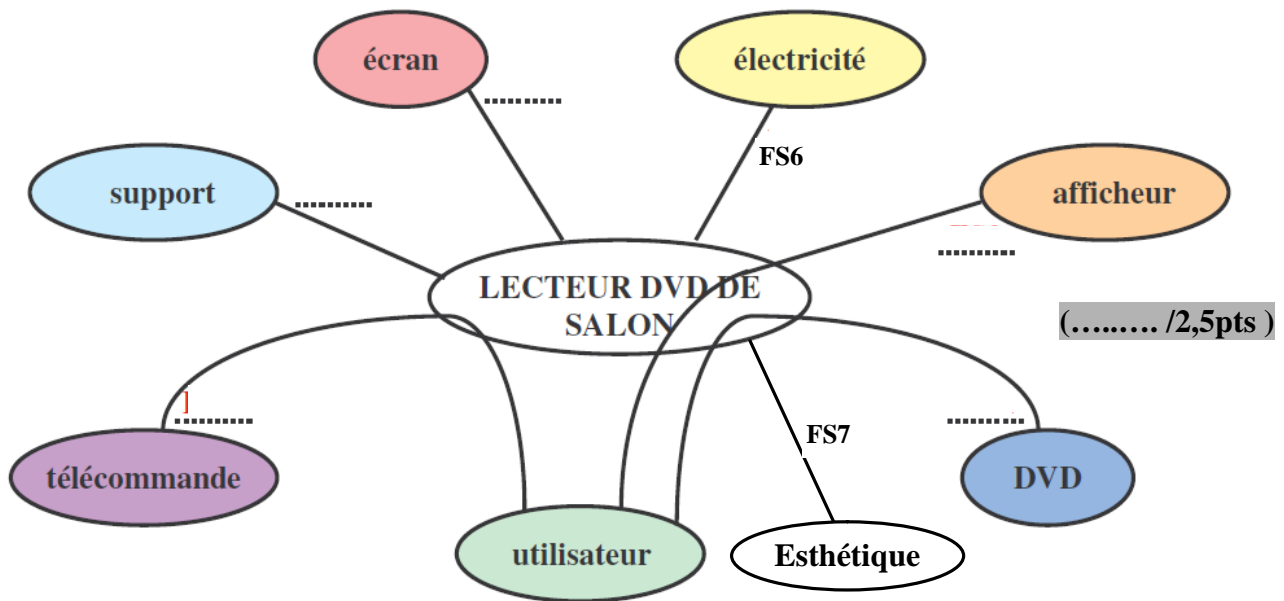 écran
électricité
..........
FS6
support
..........
afficheur
..........
LECTEUR DVD DE
SALON
(…..…. /2,5pts )
télécommande
..........
FS7
..........
DVD
utilisateur
Esthétique